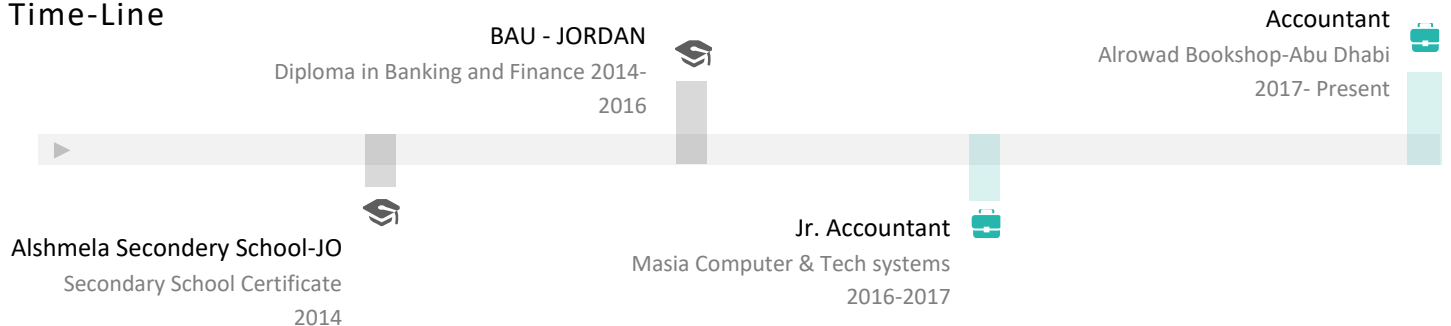 Time-Line
BAU - JORDAN
Diploma in Banking and Finance 2014-
2016
Accountant
Alrowad Bookshop-Abu Dhabi
2017- Present
Alshmela Secondery School-JO
Secondary School Certificate
2014
Jr. Accountant
Masia Computer & Tech systems
2016-2017